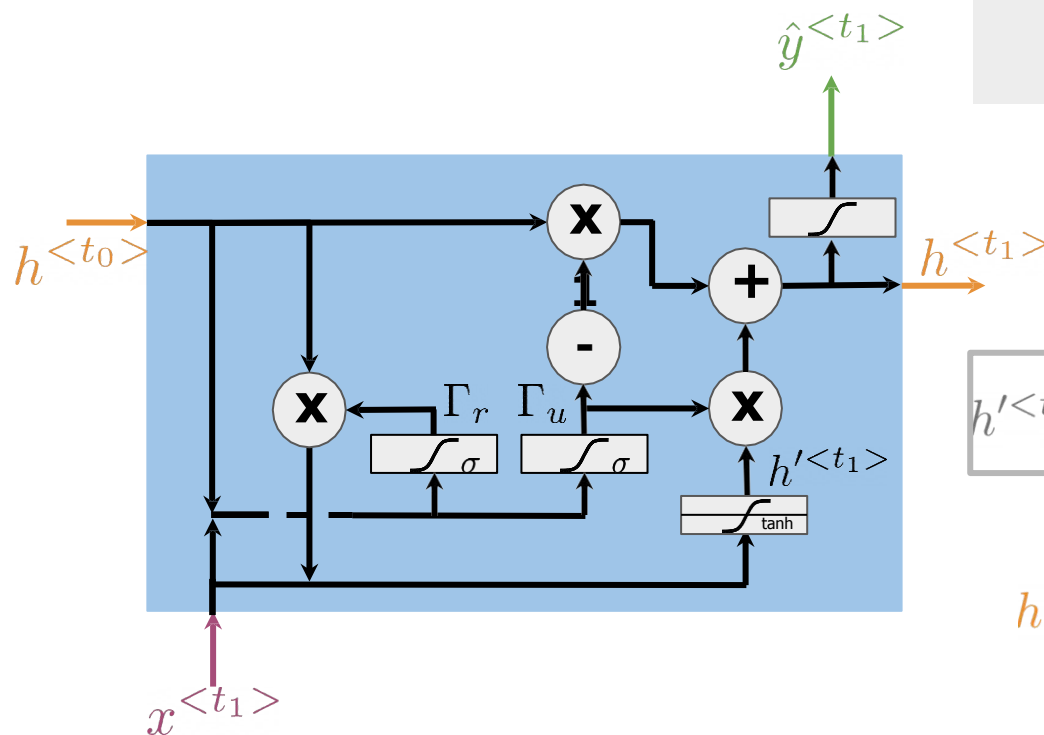 ŷ^{<t₁>}
h^{<t₀>}
x
1
+
h^{<t₁>}
-
x
Γᵣ
Γᵤ
x
h′^{<t
σ
σ
h′^{<t₁>}
tanh
h
x^{<t₁>}